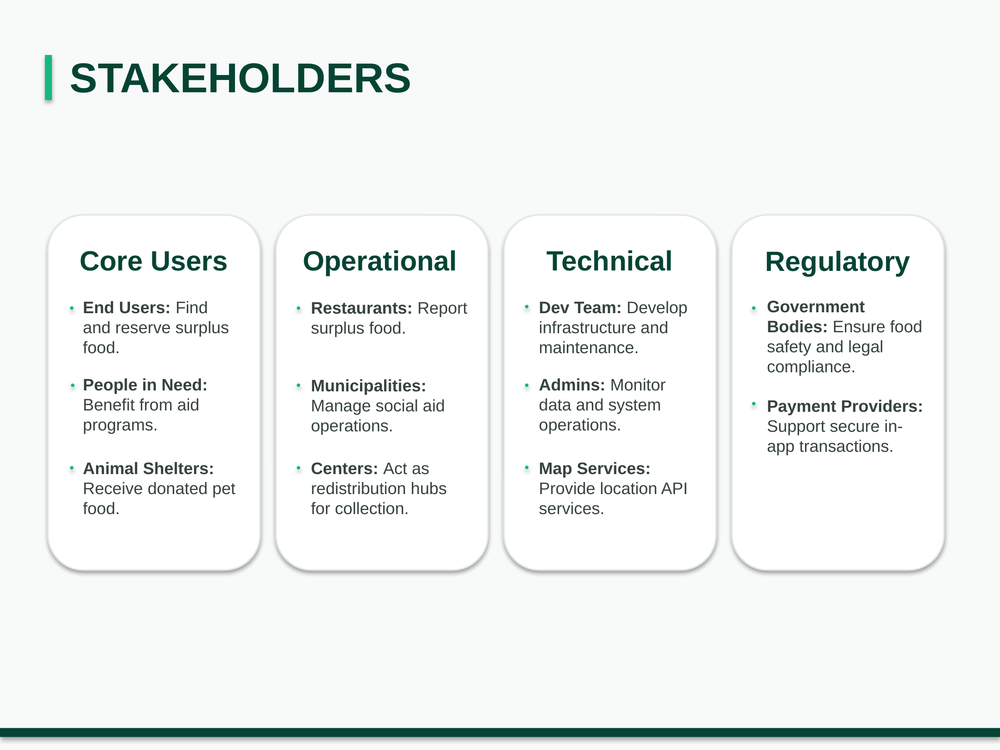 STAKEHOLDERS
Core Users
• End Users: Find
and reserve surplus
food.
• People in Need:
Benefit from aid
programs.
• Animal Shelters:
Receive donated pet
food.
Operational
• Restaurants: Report
surplus food.
• Municipalities:
Manage social aid
operations.
• Centers: Act as
redistribution hubs
for collection.
Technical
• Dev Team: Develop
infrastructure and
maintenance.
• Admins: Monitor
data and system
operations.
• Map Services:
Provide location API
services.
Regulatory
• Government
Bodies: Ensure food
safety and legal
compliance.
• Payment Providers:
Support secure in-
app transactions.